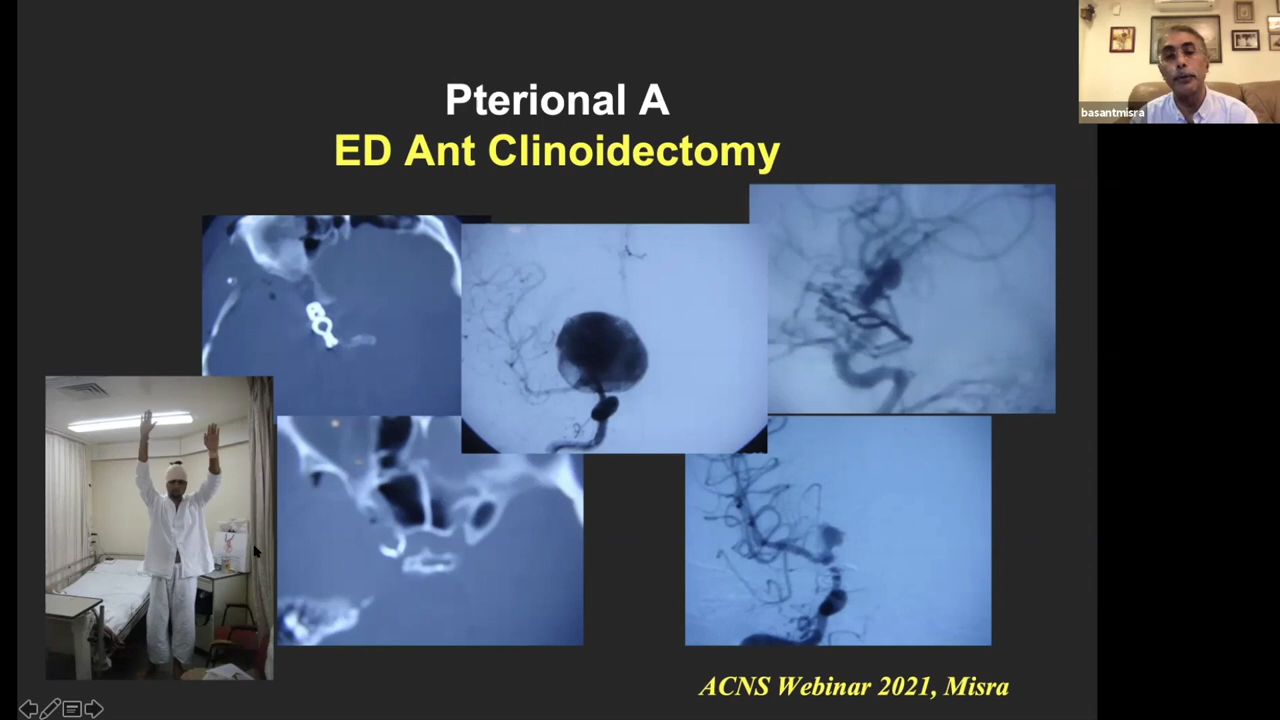 Pterional A
ED Ant Clinoidectomy
basantmisra
ACNS Webinar 2021, Misra